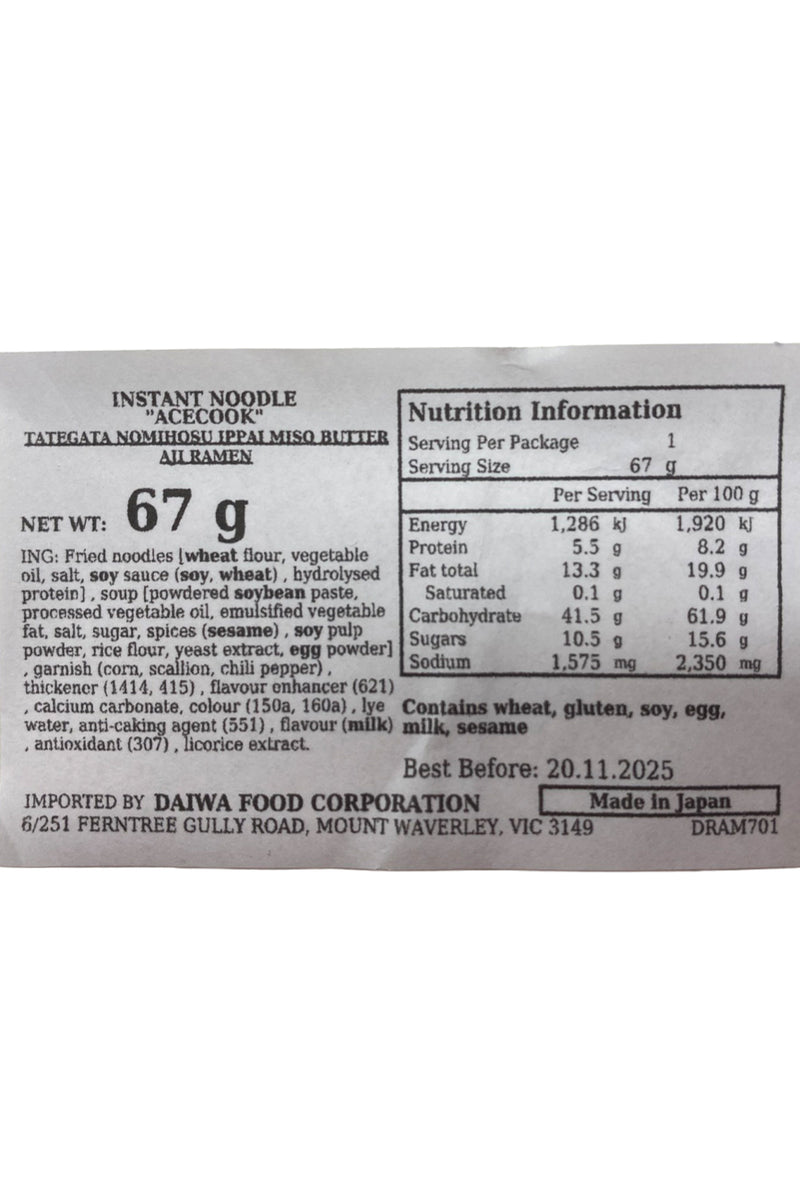 INSTANT NOODLE
"ACECOOK"
TATEGATA NOMIHOSU IPPAI MISO BUTTER
AJI RAMEN
NET WT: 67 g
ING: Fried noodles [wheat flour, vegetable
oil, salt, soy sauce (soy, wheat) , hydrolysed
protein] , soup [powdered soybean paste,
processed vegetable oil, emulsified vegetable
fat, salt, sugar, spices (sesame) , soy pulp
powder, rice flour, yeast extract, egg powder]
, garnish (corn, scallion, chili pepper) ,
thickener (1414, 415) , flavour enhancer (621)
, calcium carbonate, colour (150a, 160a) , lye
water, anti-caking agent (551) , flavour (milk)
, antioxidant (307) , licorice extract.
Nutrition Information
Serving Per Package 1
Serving Size 67 g
Per Serving Per 100 g
Energy 1,286 kJ 1,920 kJ
Protein 5.5 g 8.2 g
Fat total 13.3 g 19.9 g
Saturated 0.1 g 0.1 g
Carbohydrate 41.5 g 61.9 g
Sugars 10.5 g 15.6 g
Sodium 1,575 mg 2,350 mg
Contains wheat, gluten, soy, egg,
milk, sesame
Best Before: 20.11.2025
IMPORTED BY DAIWA FOOD CORPORATION
Made in Japan
6/251 FERNTREE GULLY ROAD, MOUNT WAVERLEY, VIC 3149
DRAM701